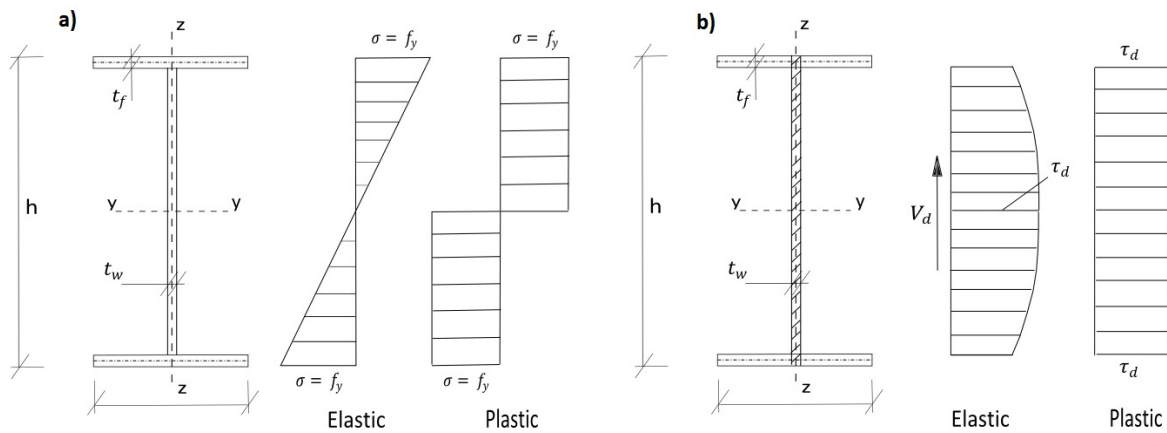 a)
z
σ = f_y
σ = f_y
t_f
h
y
y
t_w
z
σ = f_y
σ = f_y
Elastic
Plastic
b)
z
τ_d
t_f
h
y
y
V_d
τ_d
t_w
z
τ_d
Elastic
Plastic